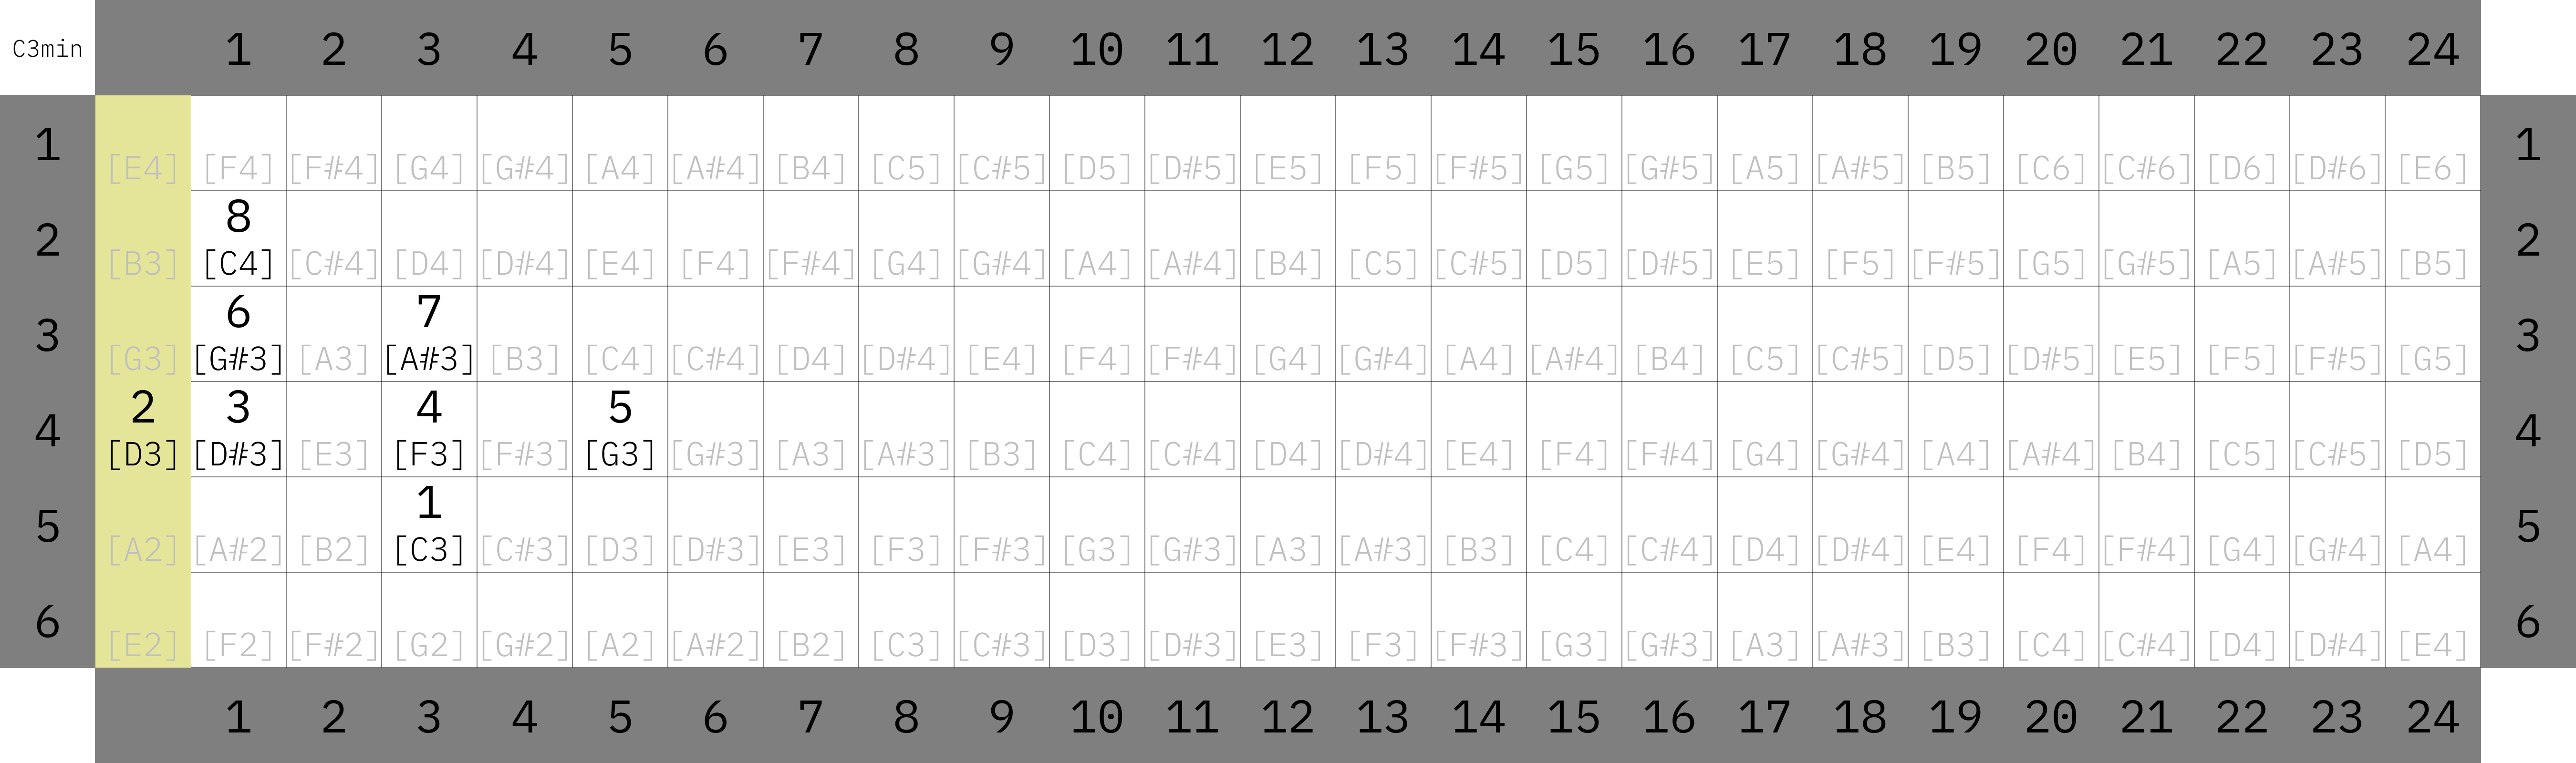 C3min 1 2 3 4 5 6 7 8 9 10 11 12 13 14 15 16 17 18 19 20 21 22 23 24
1 [E4] [F4] [F#4] [G4] [G#4] [A4] [A#4] [B4] [C5] [C#5] [D5] [D#5] [E5] [F5] [F#5] [G5] [G#5] [A5] [A#5] [B5] [C6] [C#6] [D6] [D#6] [E6] 1
8
2 [B3] [C4] [C#4] [D4] [D#4] [E4] [F4] [F#4] [G4] [G#4] [A4] [A#4] [B4] [C5] [C#5] [D5] [D#5] [E5] [F5] [F#5] [G5] [G#5] [A5] [A#5] [B5] 2
6 7
3 [G3] [G#3] [A3] [A#3] [B3] [C4] [C#4] [D4] [D#4] [E4] [F4] [F#4] [G4] [G#4] [A4] [A#4] [B4] [C5] [C#5] [D5] [D#5] [E5] [F5] [F#5] [G5] 3
2 3 4 5
4 [D3] [D#3] [E3] [F3] [F#3] [G3] [G#3] [A3] [A#3] [B3] [C4] [C#4] [D4] [D#4] [E4] [F4] [F#4] [G4] [G#4] [A4] [A#4] [B4] [C5] [C#5] [D5] 4
1
5 [A2] [A#2] [B2] [C3] [C#3] [D3] [D#3] [E3] [F3] [F#3] [G3] [G#3] [A3] [A#3] [B3] [C4] [C#4] [D4] [D#4] [E4] [F4] [F#4] [G4] [G#4] [A4] 5
6 [E2] [F2] [F#2] [G2] [G#2] [A2] [A#2] [B2] [C3] [C#3] [D3] [D#3] [E3] [F3] [F#3] [G3] [G#3] [A3] [A#3] [B3] [C4] [C#4] [D4] [D#4] [E4] 6
1 2 3 4 5 6 7 8 9 10 11 12 13 14 15 16 17 18 19 20 21 22 23 24